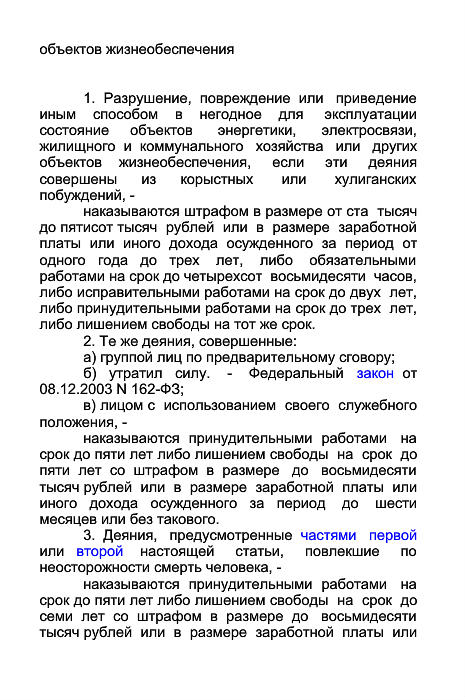 объектов жизнеобеспечения
1. Разрушение, повреждение или приведение
иным способом в негодное для эксплуатации
состояние объектов энергетики, электросвязи,
жилищного и коммунального хозяйства или других
объектов жизнеобеспечения, если эти деяния
совершены из корыстных или хулиганских
побуждений, -
наказываются штрафом в размере от ста тысяч
до пятисот тысяч рублей или в размере заработной
платы или иного дохода осужденного за период от
одного года до трех лет, либо обязательными
работами на срок до четырехсот восьмидесяти часов,
либо исправительными работами на срок до двух лет,
либо принудительными работами на срок до трех лет,
либо лишением свободы на тот же срок.
2. Те же деяния, совершенные:
а) группой лиц по предварительному сговору;
б) утратил силу. - Федеральный закон от
08.12.2003 N 162-ФЗ;
в) лицом с использованием своего служебного
положения, -
наказываются принудительными работами на
срок до пяти лет либо лишением свободы на срок до
пяти лет со штрафом в размере до восьмидесяти
тысяч рублей или в размере заработной платы или
иного дохода осужденного за период до шести
месяцев или без такового.
3. Деяния, предусмотренные частями первой
или второй настоящей статьи, повлекшие по
неосторожности смерть человека, -
наказываются принудительными работами на
срок до пяти лет либо лишением свободы на срок до
семи лет со штрафом в размере до восьмидесяти
тысяч рублей или в размере заработной платы или